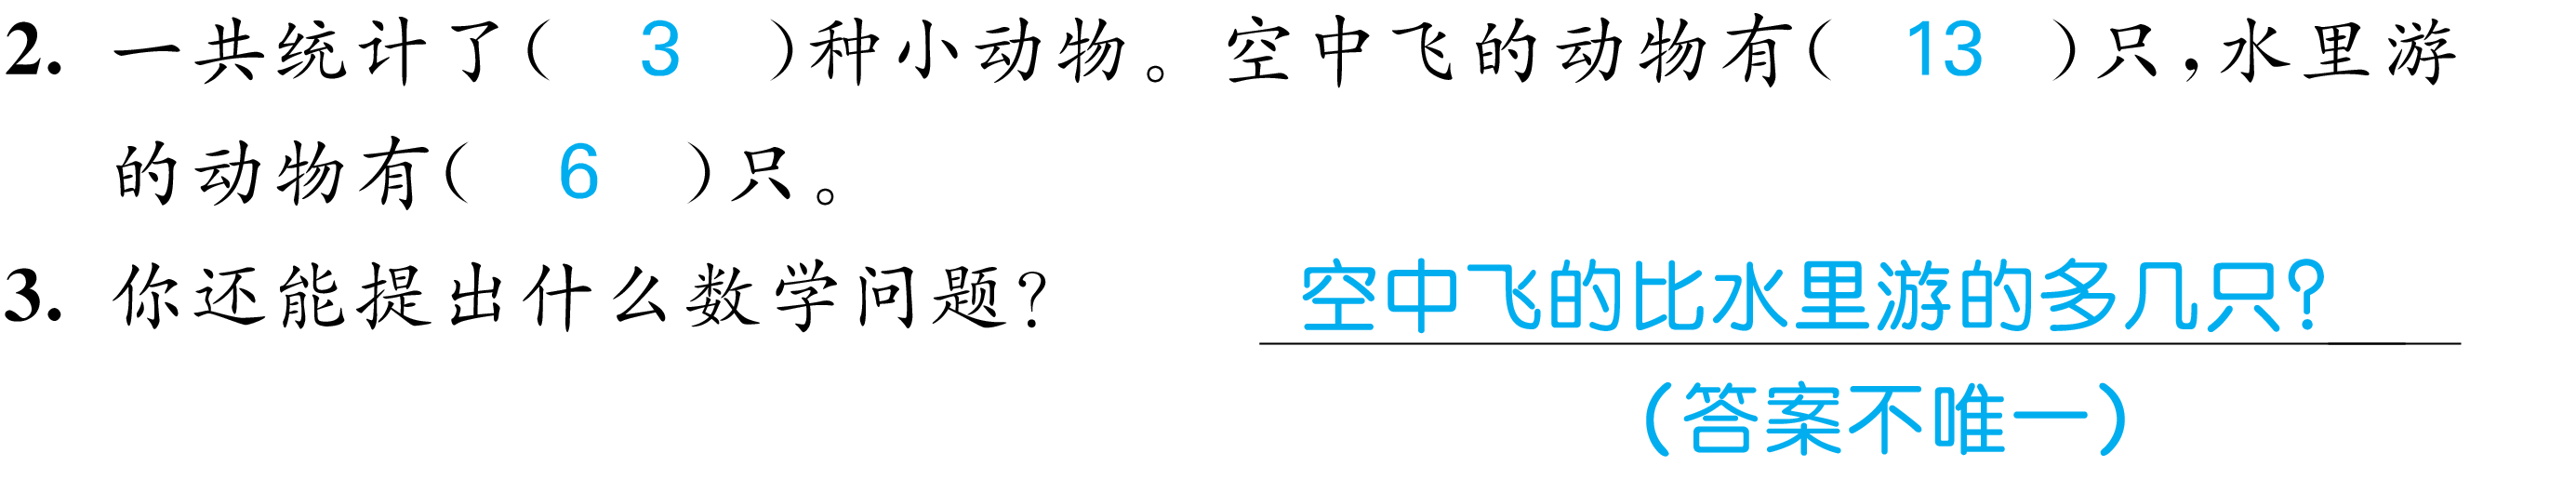 2. 一共统计了( 3 )种小动物。空中飞的动物有( 13 )只,水里游
的动物有( 6 )只。
3. 你还能提出什么数学问题? 空中飞的比水里游的多几只?
(答案不唯一)